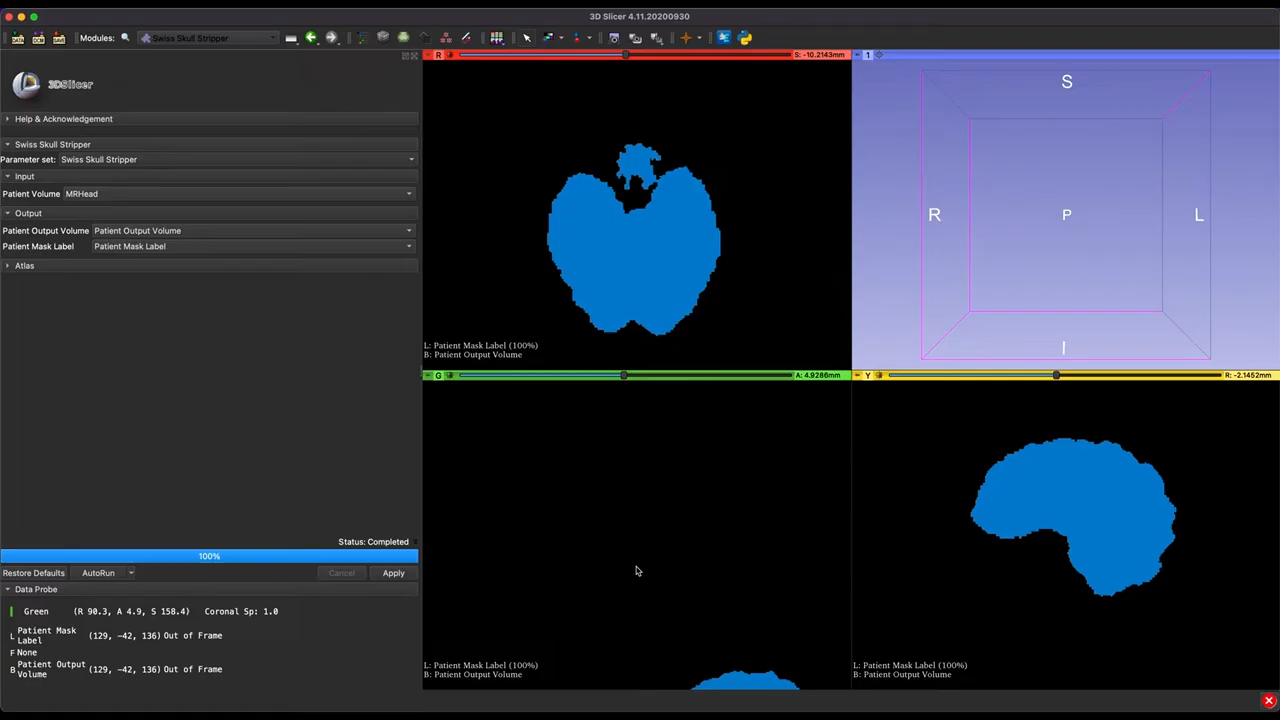 3D Slicer 4.11.20200930
DATA
DCM
SAVE
Modules:
Swiss Skull Stripper
3DSlicer
Help & Acknowledgement
Swiss Skull Stripper
Parameter set: Swiss Skull Stripper
Input
Patient Volume MRHead
Output
Patient Output Volume Patient Output Volume
Patient Mask Label Patient Mask Label
Atlas
Status: Completed
100%
Restore Defaults AutoRun Cancel Apply
Data Probe
Green (R 90.3, A 4.9, S 158.4) Coronal Sp: 1.0
L Patient Mask Label (129, -42, 136) Out of Frame
F None
B Patient Output Volume (129, -42, 136) Out of Frame
R S: -10.2143mm
L: Patient Mask Label (100%)
B: Patient Output Volume
1
S
R P L
I
G A: 4.9286mm
L: Patient Mask Label (100%)
B: Patient Output Volume
Y R: -2.1452mm
L: Patient Mask Label (100%)
B: Patient Output Volume